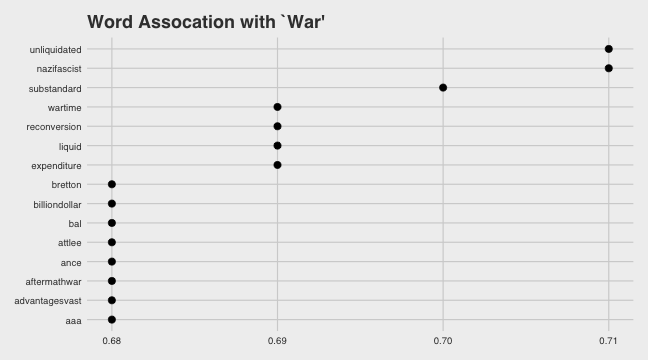 Word Assocation with `War'
unliquidated
nazifascist
substandard
wartime
reconversion
liquid
expenditure
bretton
billiondollar
bal
attlee
ance
aftermathwar
advantagesvast
aaa
0.68 0.69 0.70 0.71